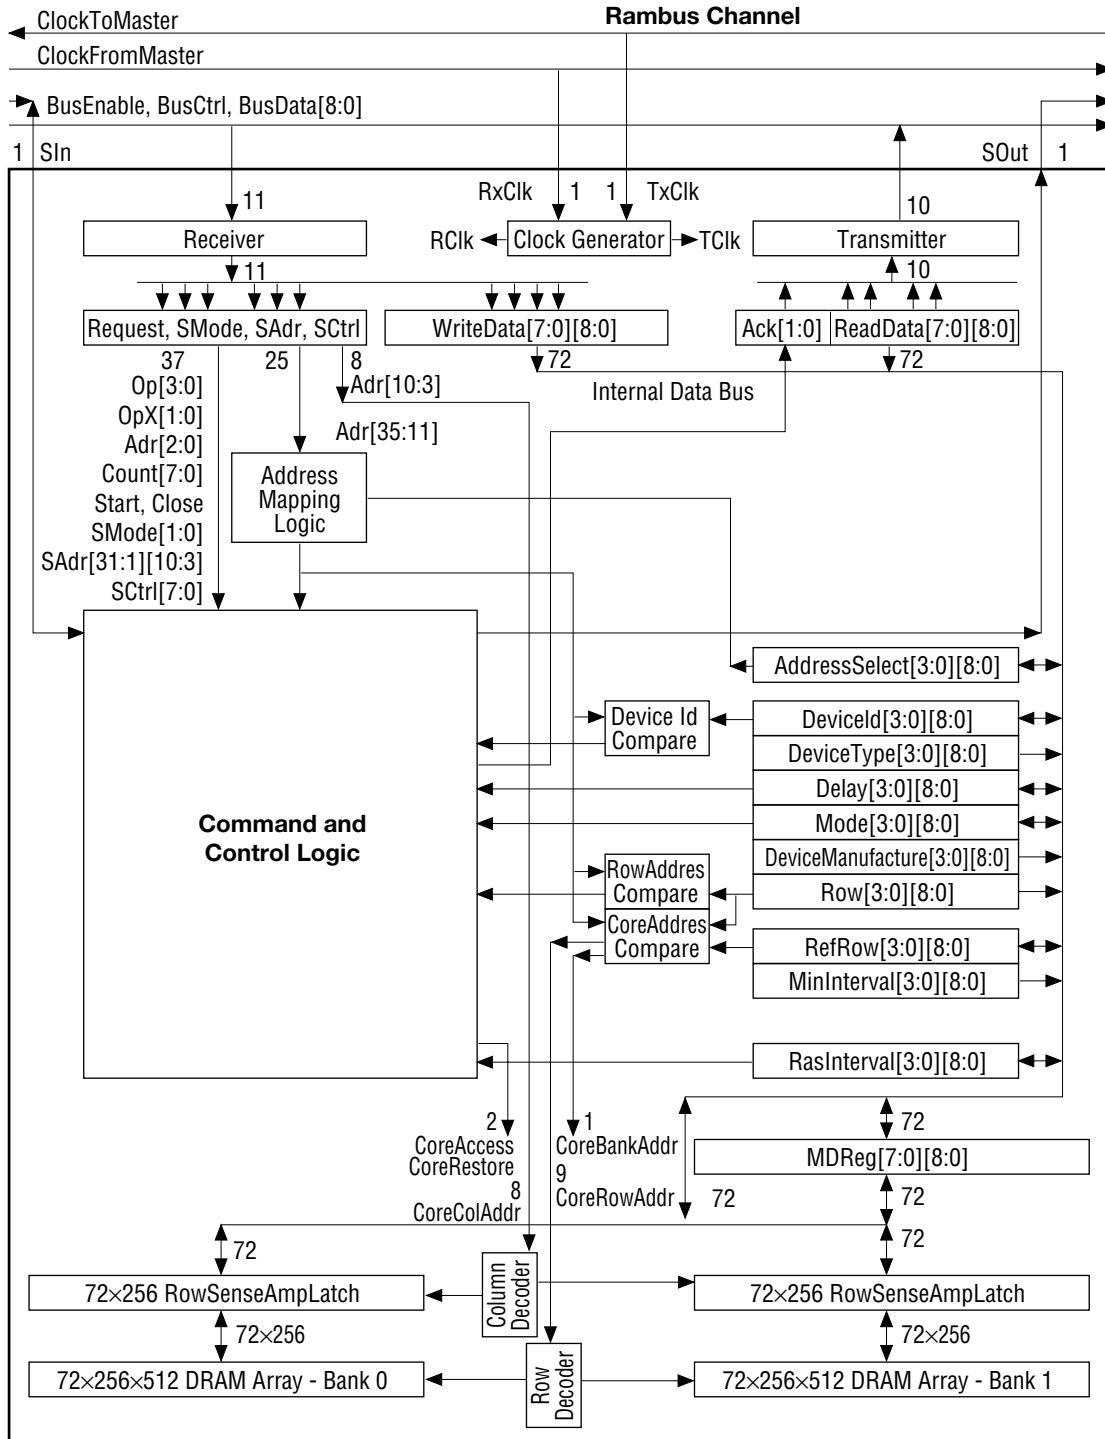 Rambus Channel
ClockToMaster
ClockFromMaster
BusEnable, BusCtrl, BusData[8:0]
1 SIn
SOut 1
RxClk 1 1 TxClk
11
10
Receiver
RClk
Clock Generator
TClk
Transmitter
11
10
Request, SMode, SAdr, SCtrl
WriteData[7:0][8:0]
Ack[1:0]
ReadData[7:0][8:0]
37
25
8
72
72
Internal Data Bus
Op[3:0]
OpX[1:0]
Adr[2:0]
Count[7:0]
Start, Close
SMode[1:0]
SAdr[31:1][10:3]
SCtrl[7:0]
Adr[10:3]
Adr[35:11]
Address
Mapping
Logic
AddressSelect[3:0][8:0]
Device Id
Compare
DeviceId[3:0][8:0]
DeviceType[3:0][8:0]
Delay[3:0][8:0]
Command and
Control Logic
Mode[3:0][8:0]
DeviceManufacture[3:0][8:0]
RowAddres
Compare
Row[3:0][8:0]
CoreAddres
Compare
RefRow[3:0][8:0]
MinInterval[3:0][8:0]
RasInterval[3:0][8:0]
2
CoreAccess
CoreRestore
8
CoreColAddr
1
CoreBankAddr
9
CoreRowAddr
72
72
MDReg[7:0][8:0]
72
72
72
72×256 RowSenseAmpLatch
Column
Decoder
72×256 RowSenseAmpLatch
72×256
72×256
72×256×512 DRAM Array - Bank 0
Row
Decoder
72×256×512 DRAM Array - Bank 1